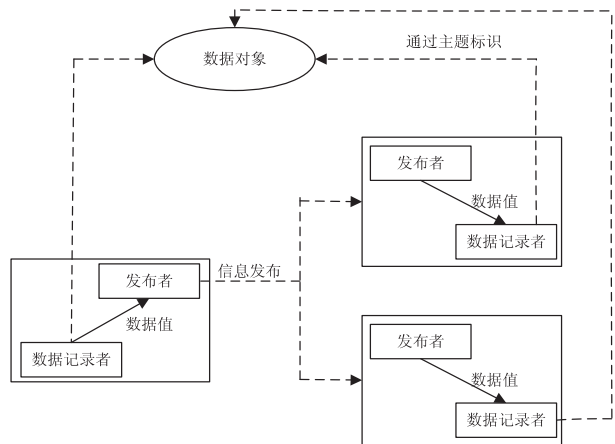 数据对象
通过主题标识
发布者
数据值
数据记录者
发布者
信息发布
数据值
数据记录者
发布者
数据值
数据记录者